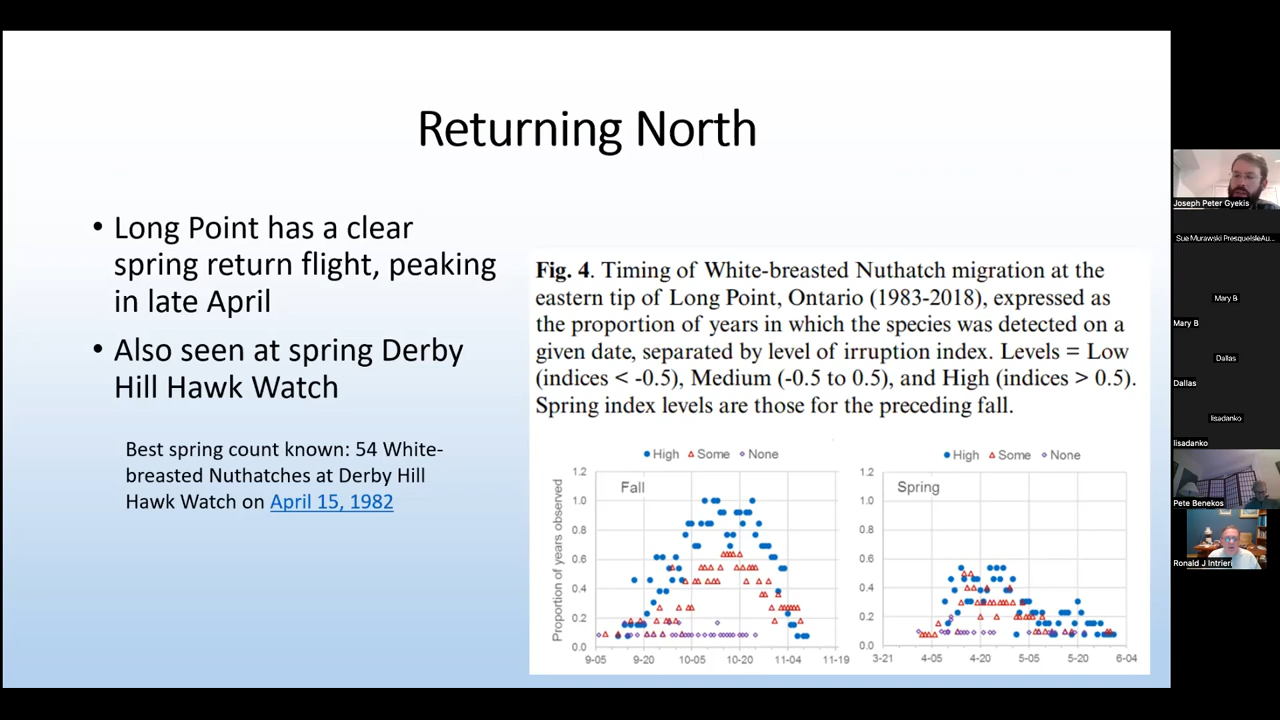 Returning North
• Long Point has a clear
spring return flight, peaking
in late April
• Also seen at spring Derby
Hill Hawk Watch
Best spring count known: 54 White-
breasted Nuthatches at Derby Hill
Hawk Watch on April 15, 1982
Fig. 4. Timing of White-breasted Nuthatch migration at the
eastern tip of Long Point, Ontario (1983-2018), expressed as
the proportion of years in which the species was detected on a
given date, separated by level of irruption index. Levels = Low
(indices < -0.5), Medium (-0.5 to 0.5), and High (indices > 0.5).
Spring index levels are those for the preceding fall.
High Some None
Fall
Proportion of years observed
1.2
1.0
0.8
0.6
0.4
0.2
0.0
9-05 9-20 10-05 10-20 11-04 11-19
High Some None
Spring
1.2
1.0
0.8
0.6
0.4
0.2
0.0
3-21 4-05 4-20 5-05 5-20 6-04
Joseph Peter Gyekis
Sue Murawski PresqueIsleAu...
Mary B
Mary B
Dallas
Dallas
lisadanko
lisadanko
Pete Benekos
Ronald J Intrieri